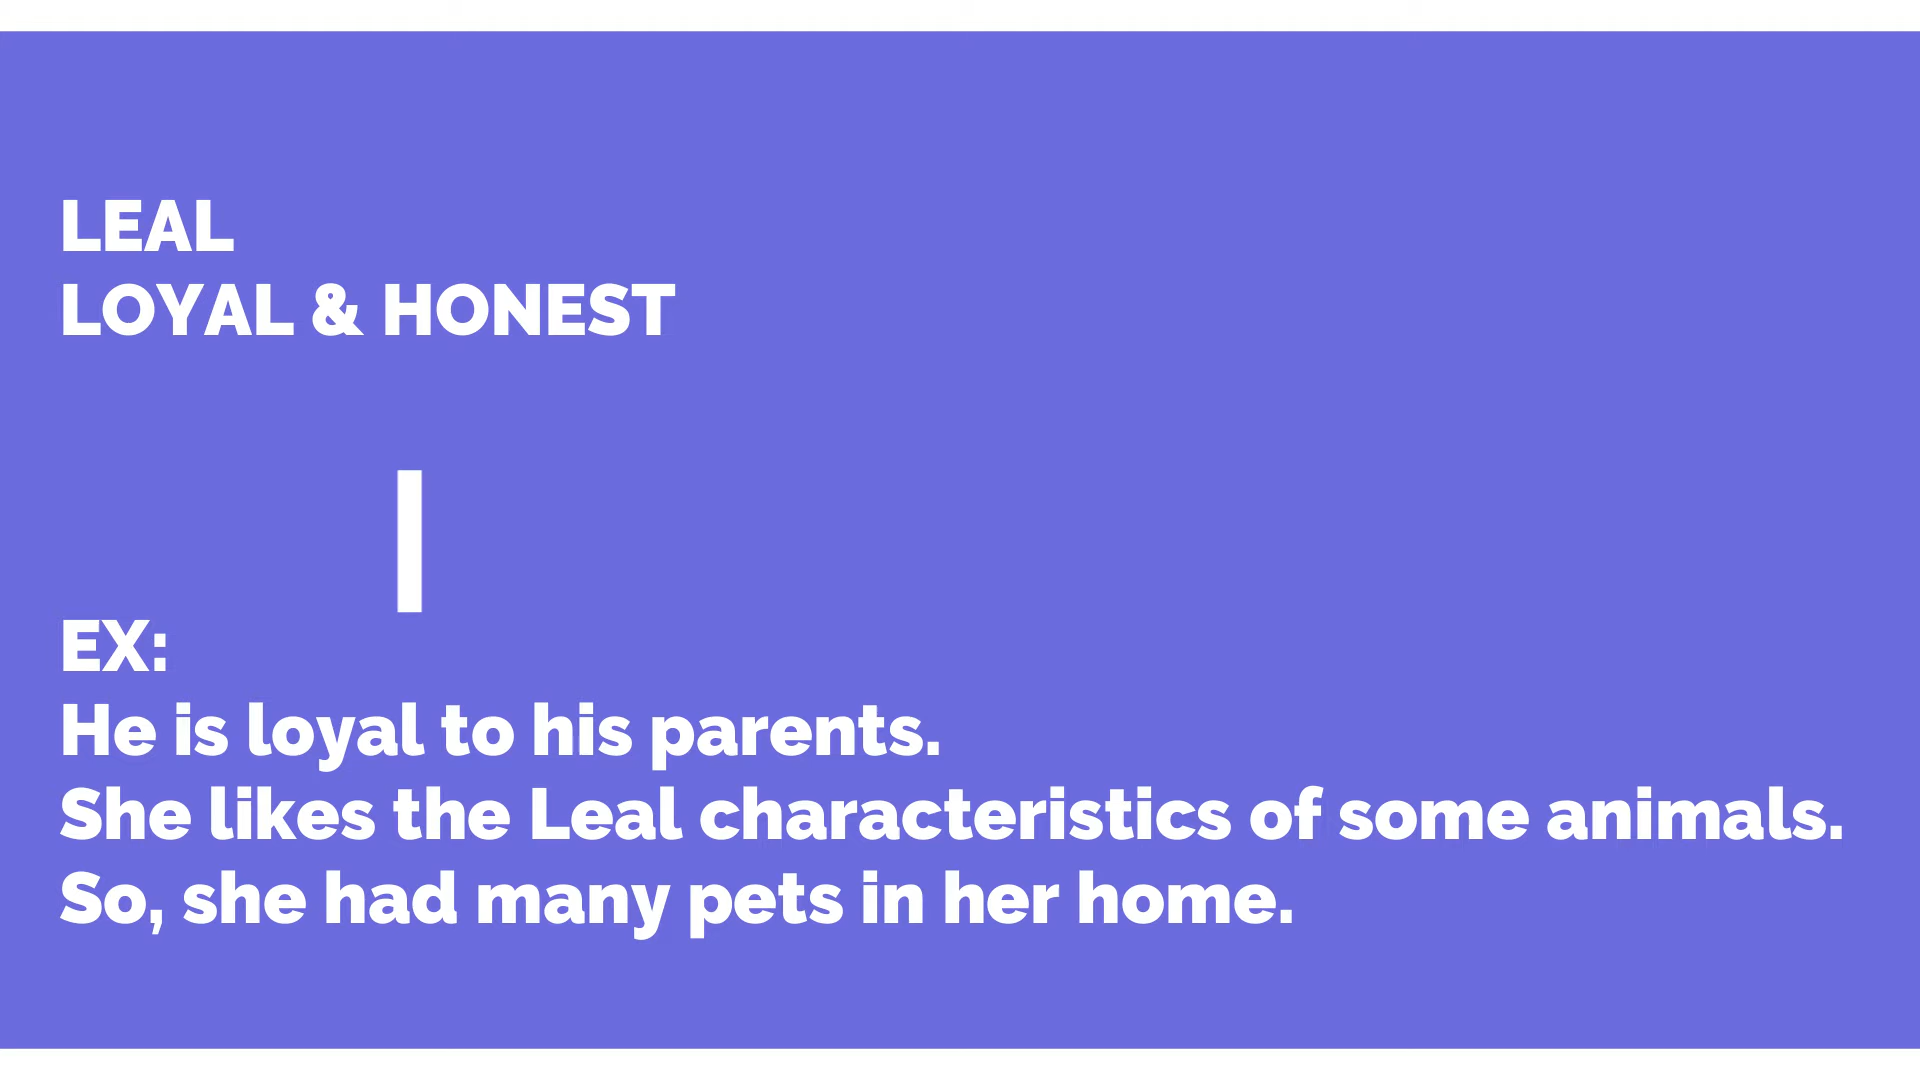 LEAL
LOYAL & HONEST
EX:
He is loyal to his parents.
She likes the Leal characteristics of some animals.
So, she had many pets in her home.